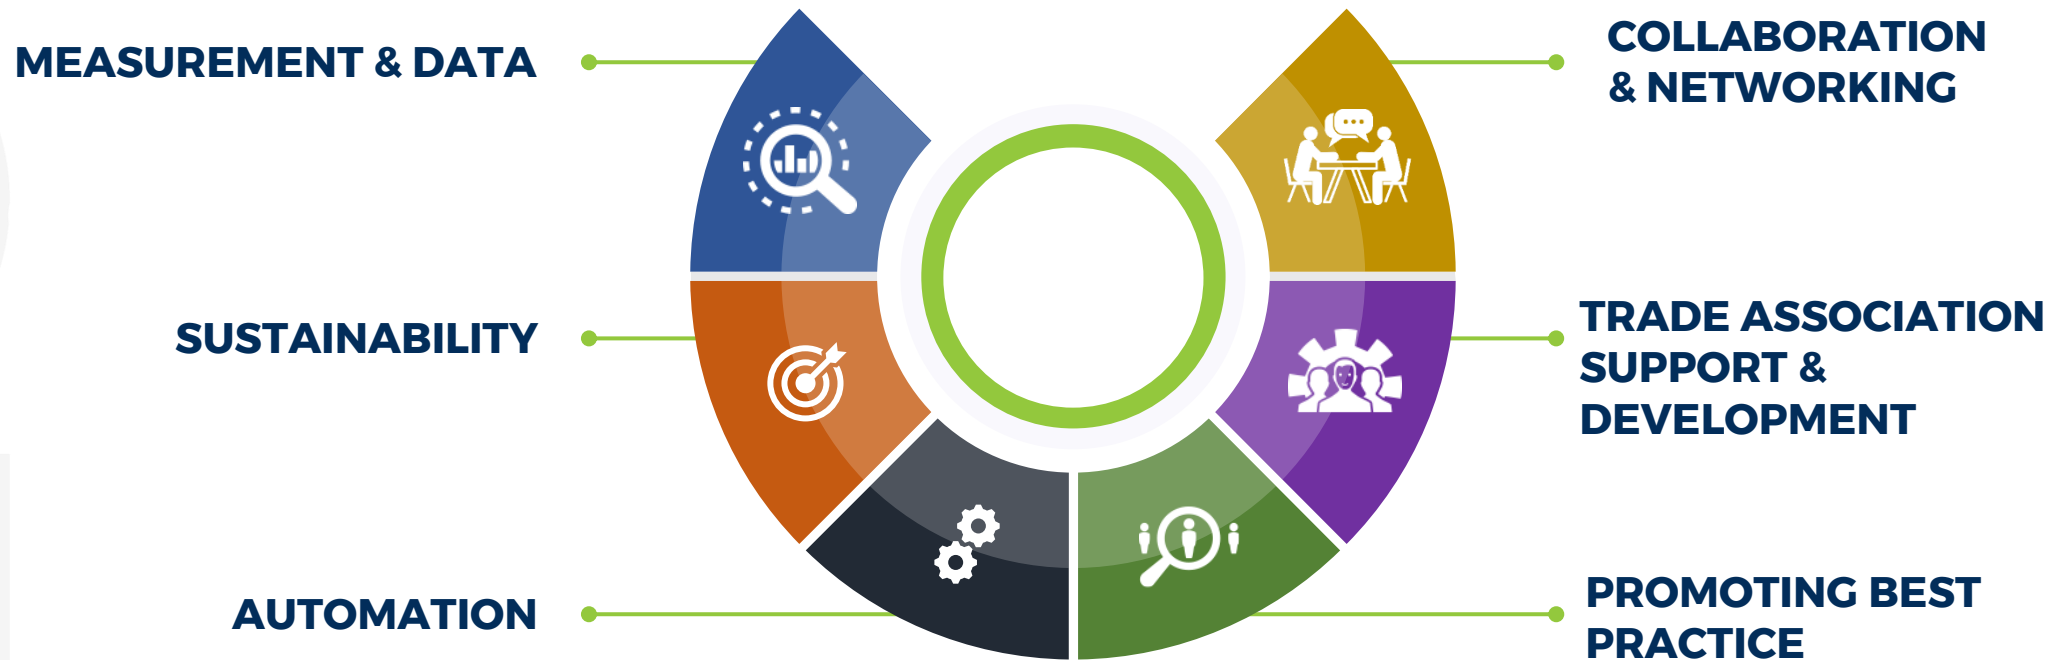 MEASUREMENT & DATA
SUSTAINABILITY
AUTOMATION
COLLABORATION
& NETWORKING
TRADE ASSOCIATION
SUPPORT &
DEVELOPMENT
PROMOTING BEST
PRACTICE